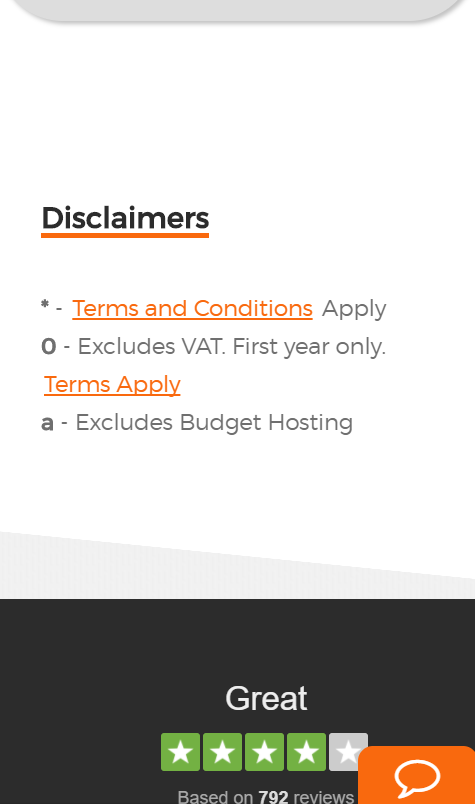 Disclaimers
* - Terms and Conditions Apply
0 - Excludes VAT. First year only.
Terms Apply
a - Excludes Budget Hosting
Great
Based on 792 reviews